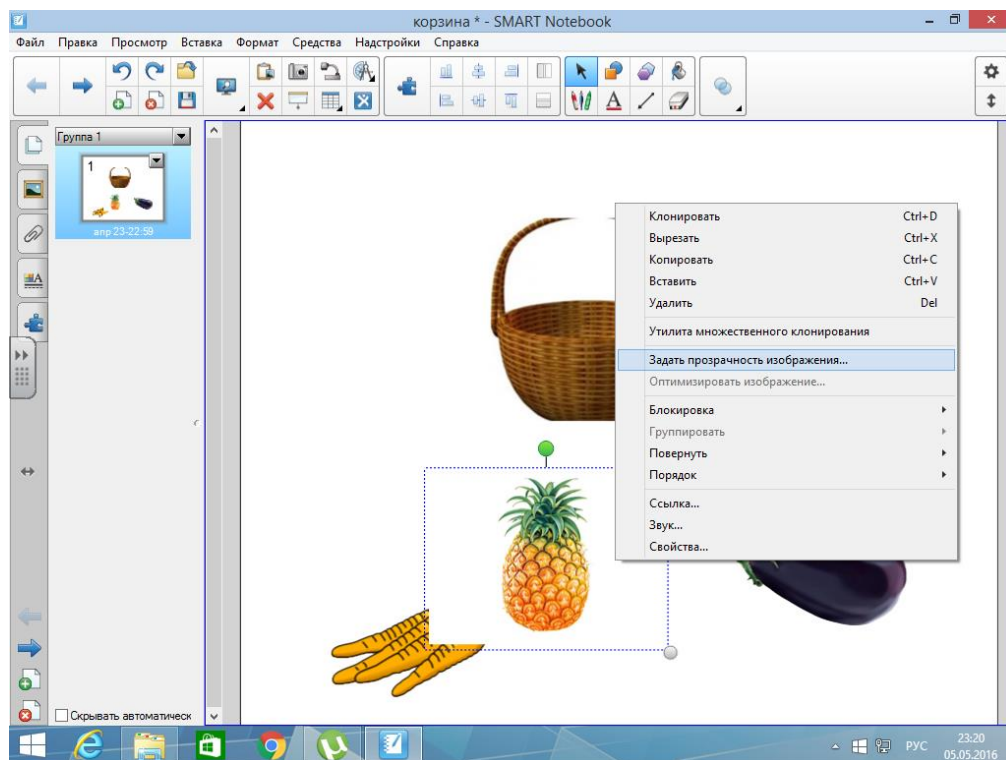 корзина * - SMART Notebook
Файл Правка Просмотр Вставка Формат Средства Надстройки Справка
Группа 1
1
апр 23-22:59
Клонировать Ctrl+D
Вырезать Ctrl+X
Копировать Ctrl+C
Вставить Ctrl+V
Удалить Del
Утилита множественного клонирования
Задать прозрачность изображения...
Оптимизировать изображение...
Блокировка
Группировать
Повернуть
Порядок
Ссылка...
Звук...
Свойства...
Скрывать автоматическ
РУС
23:20
05.05.2016